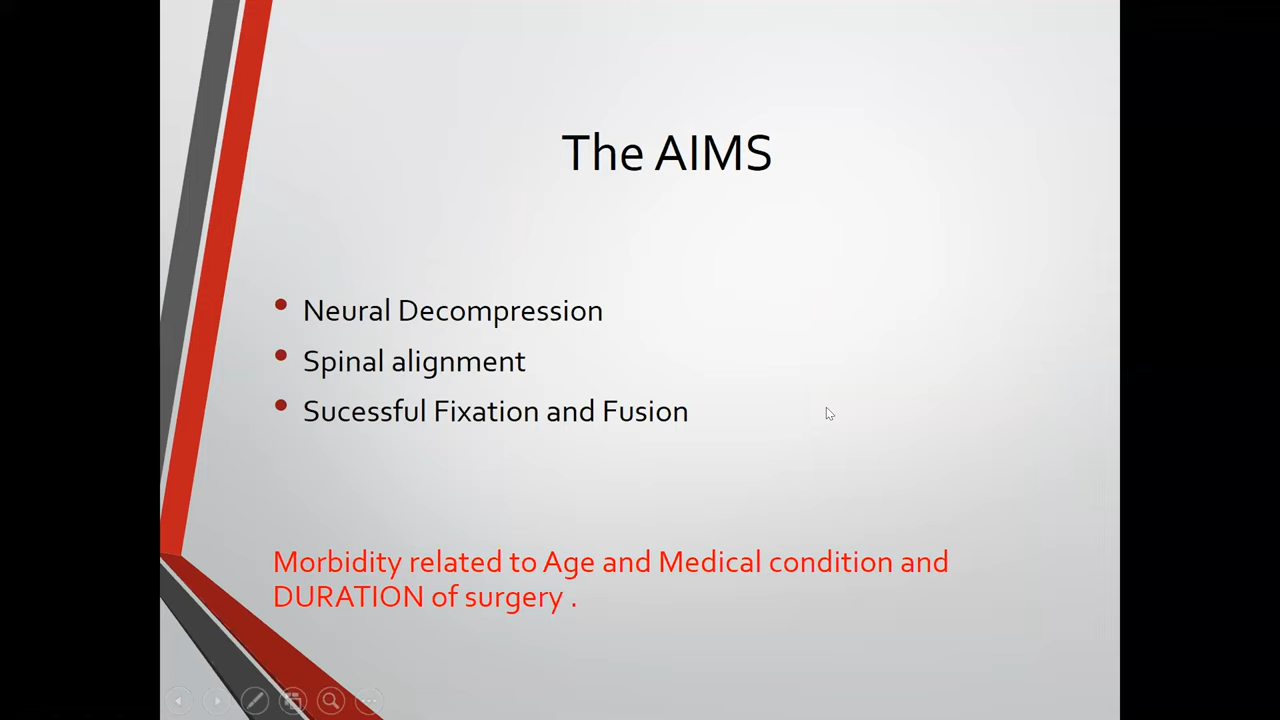 The AIMS
Neural Decompression
Spinal alignment
Sucessful Fixation and Fusion
Morbidity related to Age and Medical condition and
DURATION of surgery .